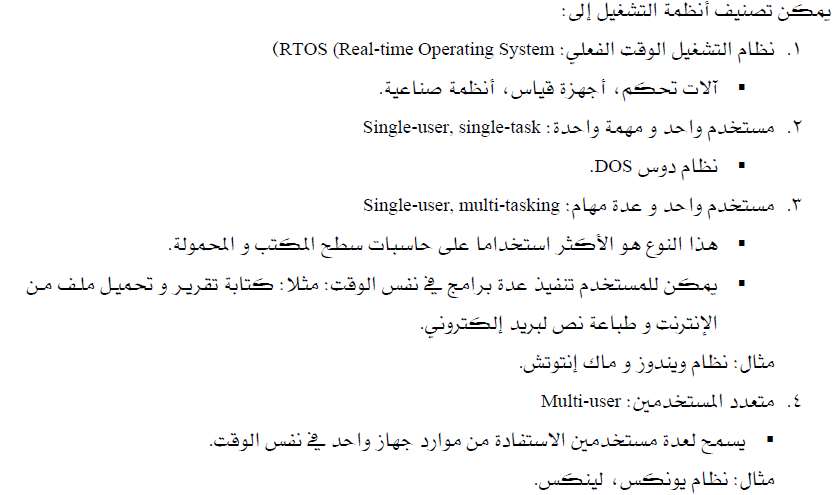 يمكن تصنيف أنظمة التشغيل إلى:
١. نظام التشغيل الوقت الفعلي: RTOS (Real-time Operating System)
▪ آلات تحكم، أجهزة قياس، أنظمة صناعية.
٢. مستخدم واحد و مهمة واحدة: Single-user, single-task
▪ نظام دوس DOS.
٣. مستخدم واحد و عدة مهام: Single-user, multi-tasking
▪ هذا النوع هو الأكثر استخداما على حاسبات سطح المكتب و المحمولة.
▪ يمكن للمستخدم تنفيذ عدة برامج في نفس الوقت: مثلا: كتابة تقرير و تحميل ملف من
الإنترنت و طباعة نص لبريد إلكتروني.
مثال: نظام ويندوز و ماك إنتوتش.
٤. متعدد المستخدمين: Multi-user
▪ يسمح لعدة مستخدمين الاستفادة من موارد جهاز واحد في نفس الوقت.
مثال: نظام يونكس، لينكس.